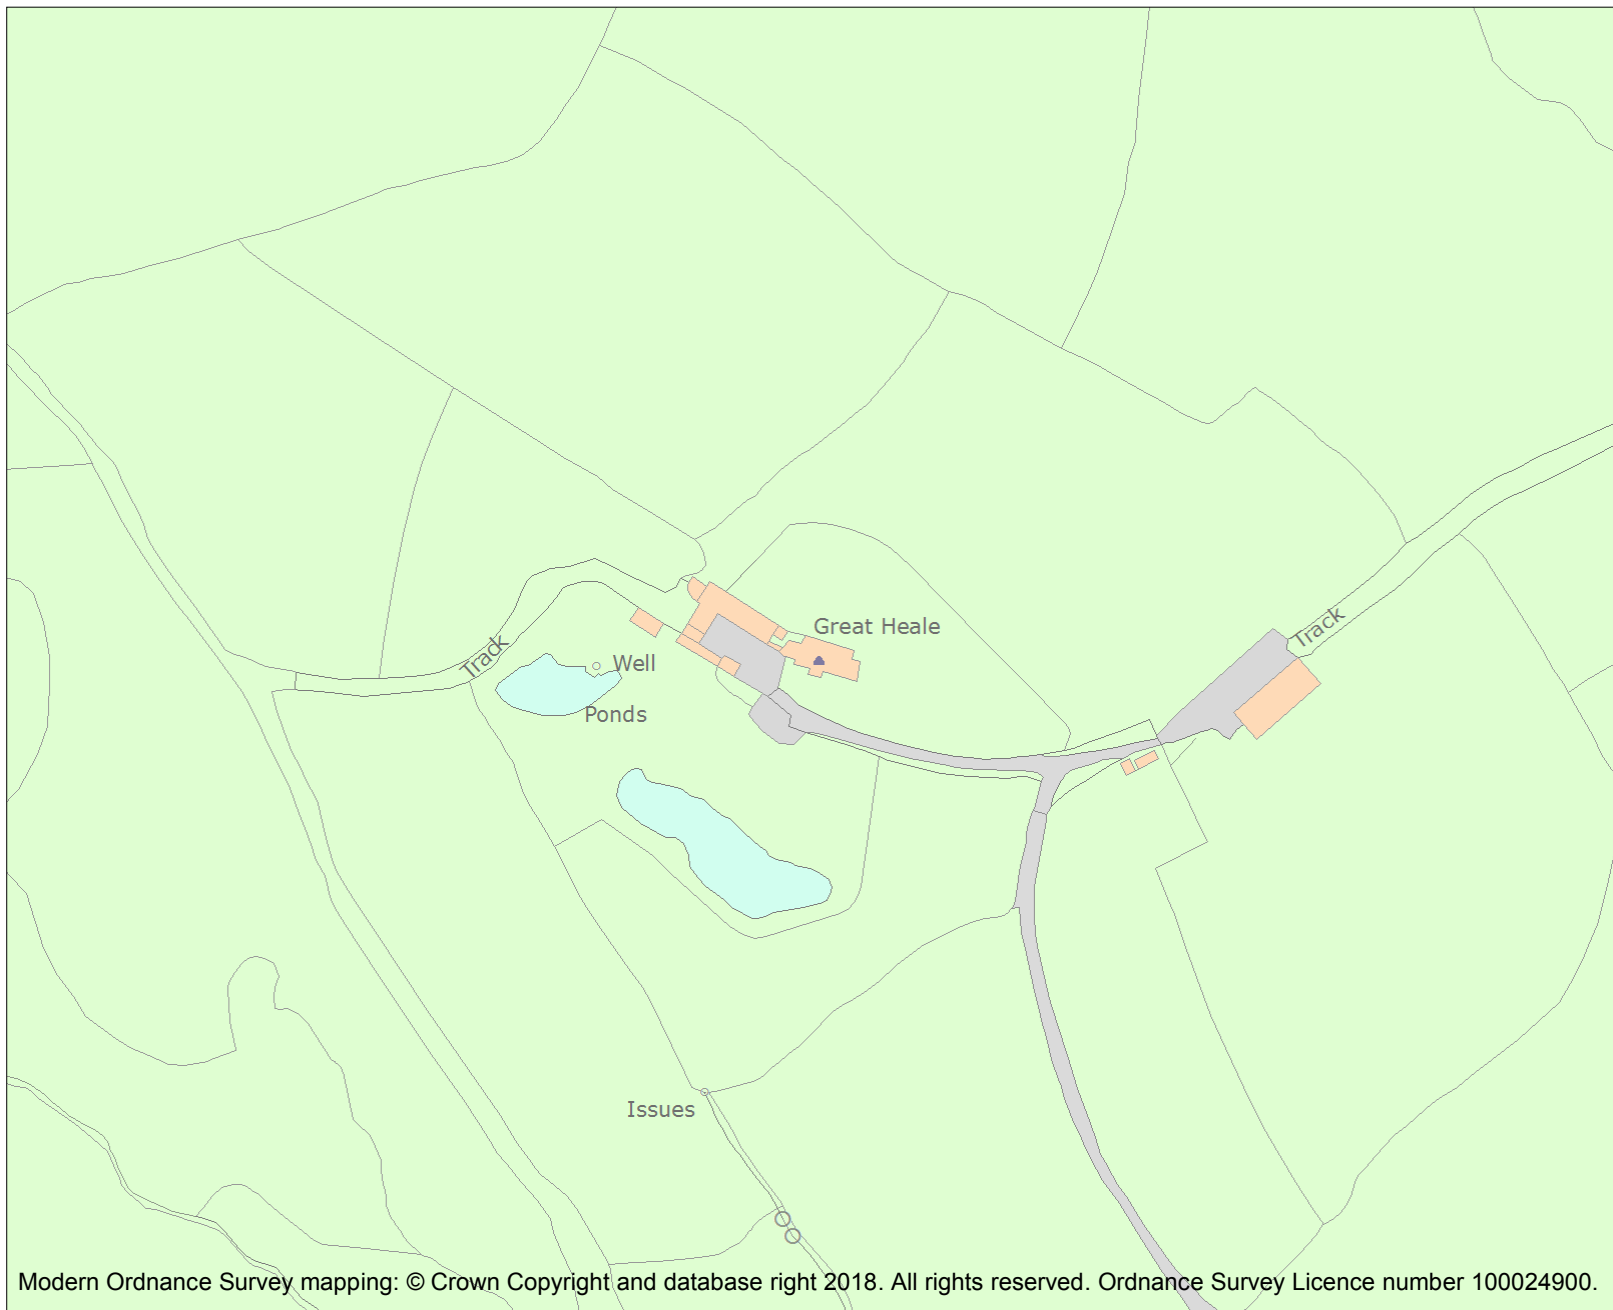 Great Heale
Track
Track
Well
Ponds
Issues
Modern Ordnance Survey mapping: © Crown Copyright and database right 2018. All rights reserved. Ordnance Survey Licence number 100024900.